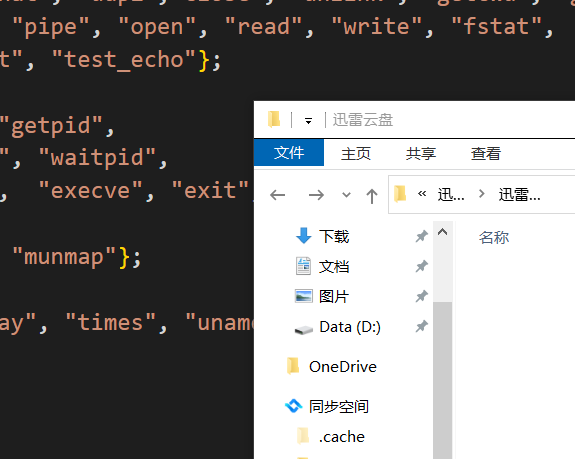 "pipe", "open", "read", "write", "fstat",
"test_echo"};
迅雷云盘
"getpid",
文件 主页 共享 查看
"waitpid",
"execve", "exit",
« 迅... > 迅雷...
下载
名称
"munmap"};
文档
图片
"times", "uname
Data (D:)
OneDrive
同步空间
.cache